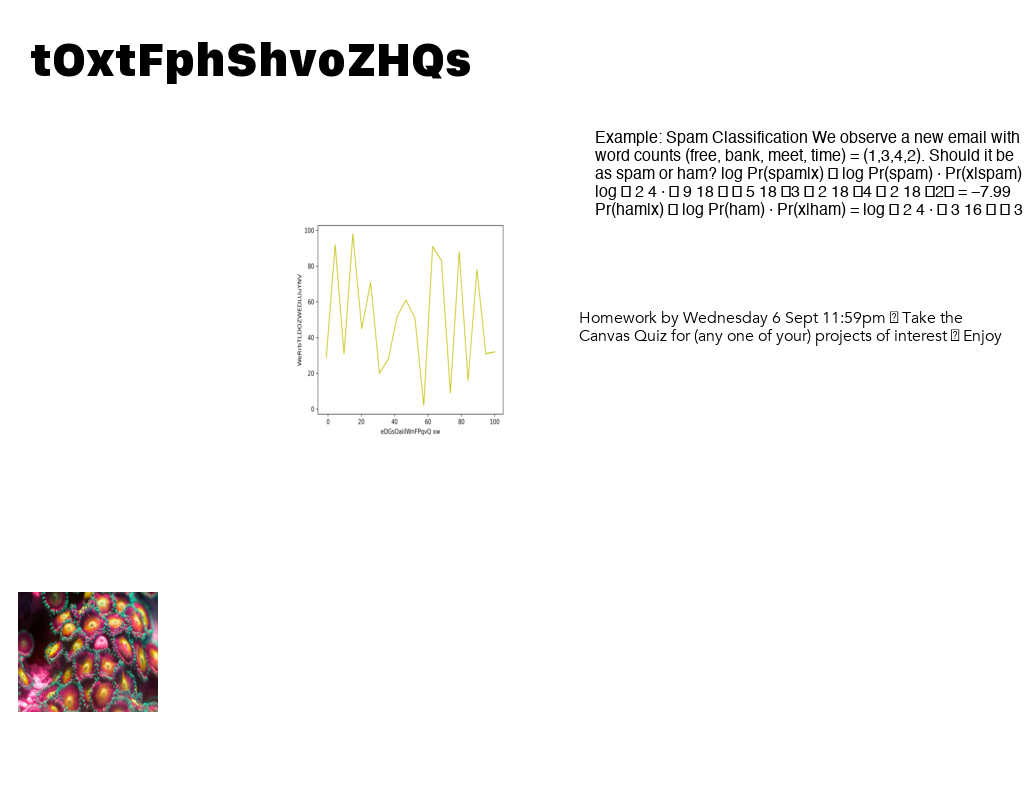 tOxtFphShvoZHQs
Example: Spam Classification We observe a new email with
word counts (free, bank, meet, time) = (1,3,4,2). Should it be
as spam or ham? log Pr(spam|x) � log Pr(spam) · Pr(x|spam)
log � 2 4 · � 9 18 � � 5 18 �3 � 2 18 �4 � 2 18 �2� = –7.99
Pr(ham|x) � log Pr(ham) · Pr(x|ham) = log � 2 4 · � 3 16 � � 3
Homework by Wednesday 6 Sept 11:59pm � Take the
Canvas Quiz for (any one of your) projects of interest � Enjoy
100
80
60
40
20
0
0 20 40 60 80 100